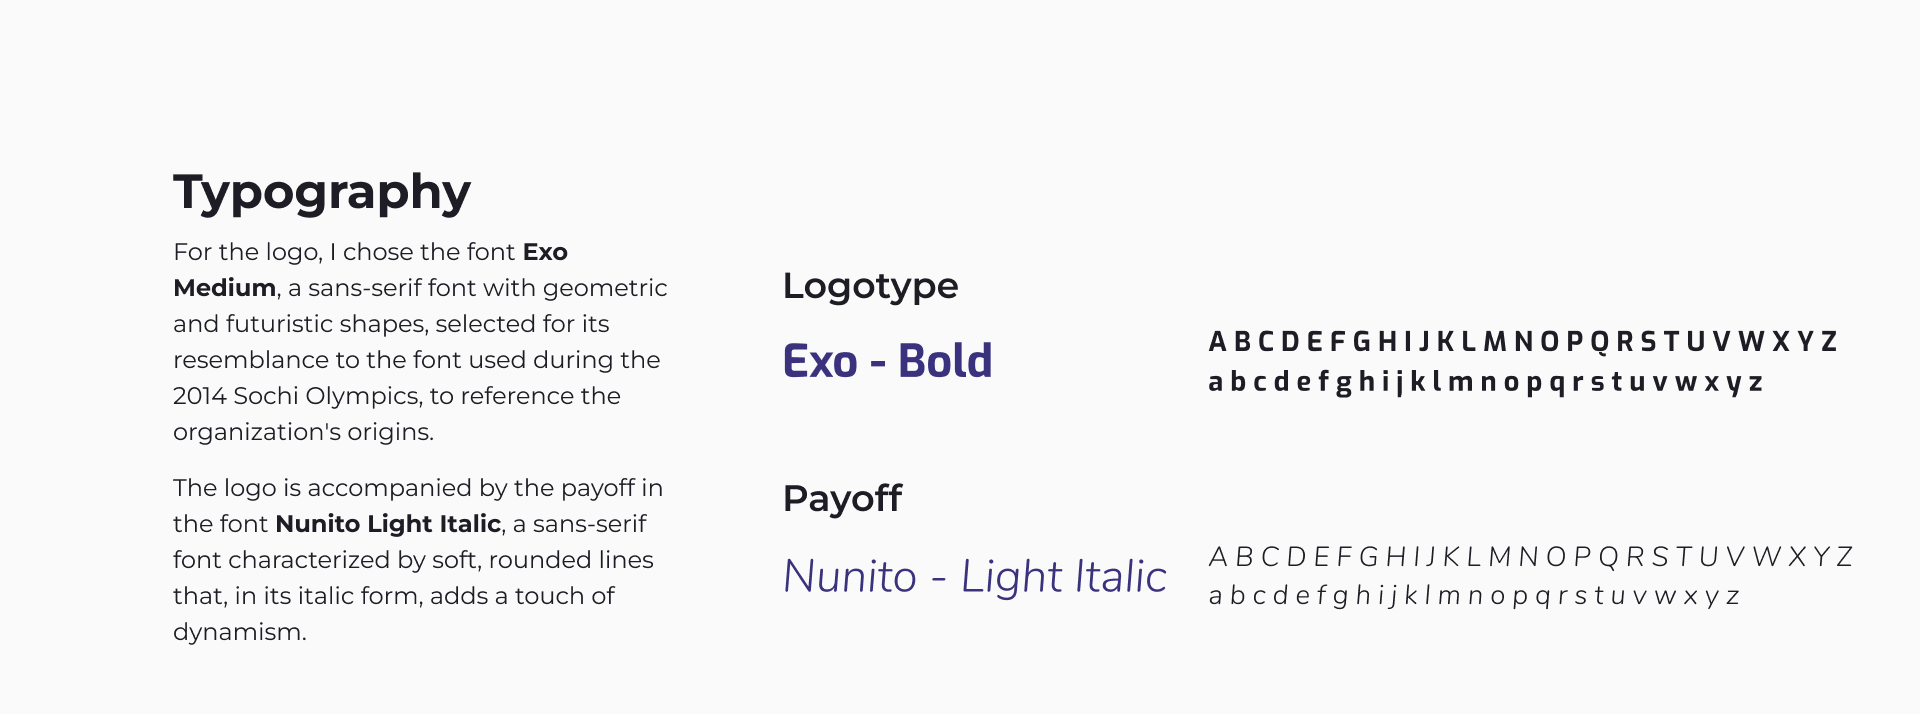 Typography
For the logo, I chose the font Exo
Medium, a sans-serif font with geometric
and futuristic shapes, selected for its
resemblance to the font used during the
2014 Sochi Olympics, to reference the
organization's origins.
The logo is accompanied by the payoff in
the font Nunito Light Italic, a sans-serif
font characterized by soft, rounded lines
that, in its italic form, adds a touch of
dynamism.
Logotype
Exo - Bold
A B C D E F G H I J K L M N O P Q R S T U V W X Y Z
a b c d e f g h i j k l m n o p q r s t u v w x y z
Payoff
Nunito - Light Italic
A B C D E F G H I J K L M N O P Q R S T U V W X Y Z
a b c d e f g h i j k l m n o p q r s t u v w x y z